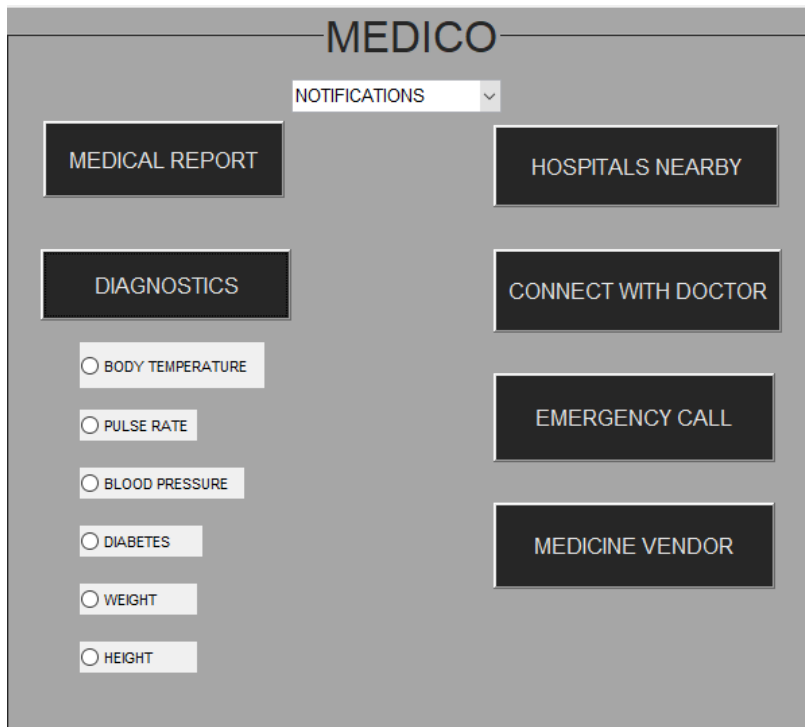 MEDICO
NOTIFICATIONS
MEDICAL REPORT
HOSPITALS NEARBY
DIAGNOSTICS
CONNECT WITH DOCTOR
BODY TEMPERATURE
PULSE RATE
EMERGENCY CALL
BLOOD PRESSURE
DIABETES
MEDICINE VENDOR
WEIGHT
HEIGHT